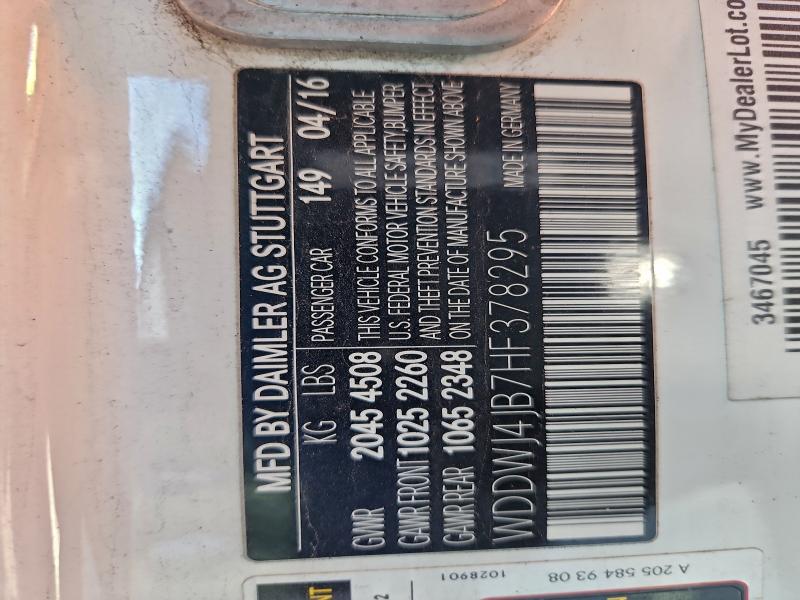 MFD BY DAIMLER AG STUTTGART
KG LBS PASSENGER CAR 149 04/16
GVWR 2045 4508 THIS VEHICLE CONFORMS TO ALL APPLICABLE
GAWR FRONT 1025 2260 U.S. FEDERAL MOTOR VEHICLE SAFETY, BUMPER
GAWR REAR 1065 2348 AND THEFT PREVENTION STANDARDS IN EFFECT
ON THE DATE OF MANUFACTURE SHOWN ABOVE
WDDWJ4JB7HF378295 MADE IN GERMANY
3467045 www.MyDealerLot.co
A 205 584 93 08
1028901
NT
2